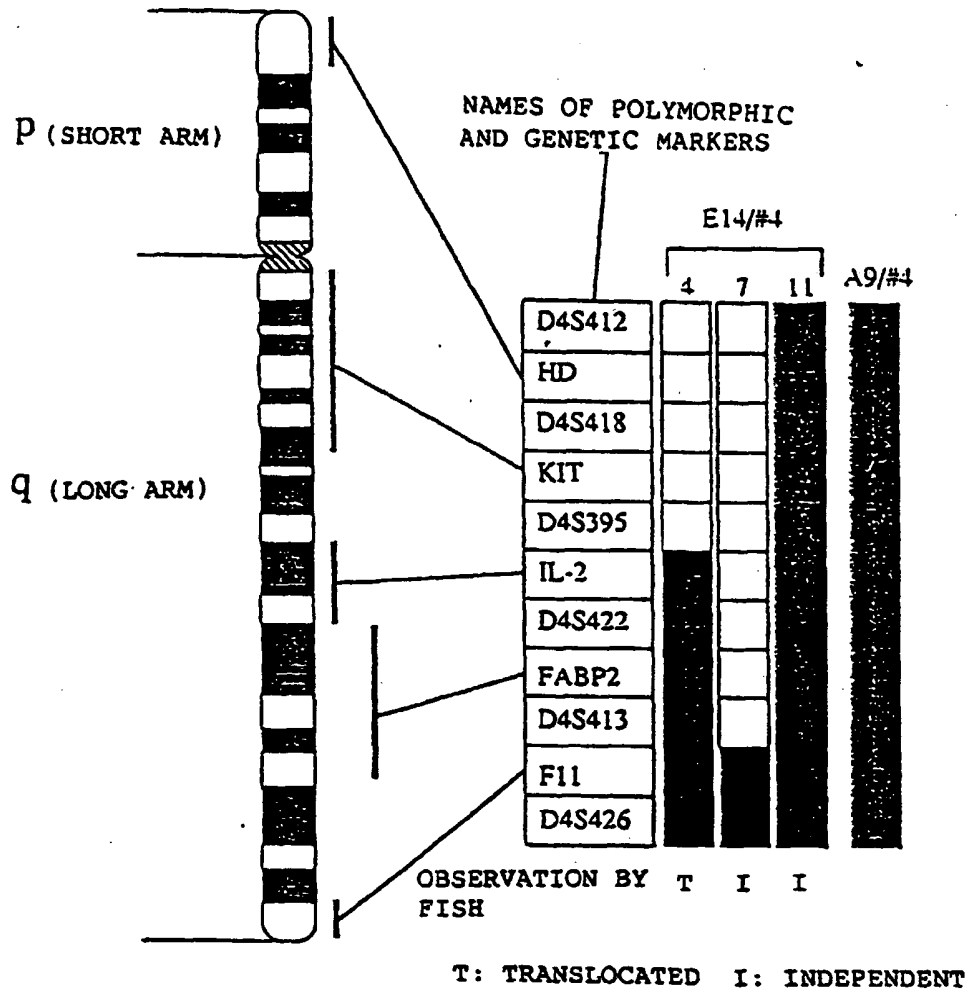 p (SHORT ARM)
NAMES OF POLYMORPHIC
AND GENETIC MARKERS
E14/#4
4 7 11 A9/#4
D4S412
HD
D4S418
KIT
q (LONG ARM)
D4S395
IL-2
D4S422
FABP2
D4S413
F11
D4S426
OBSERVATION BY T I I
FISH
T: TRANSLOCATED I: INDEPENDENT